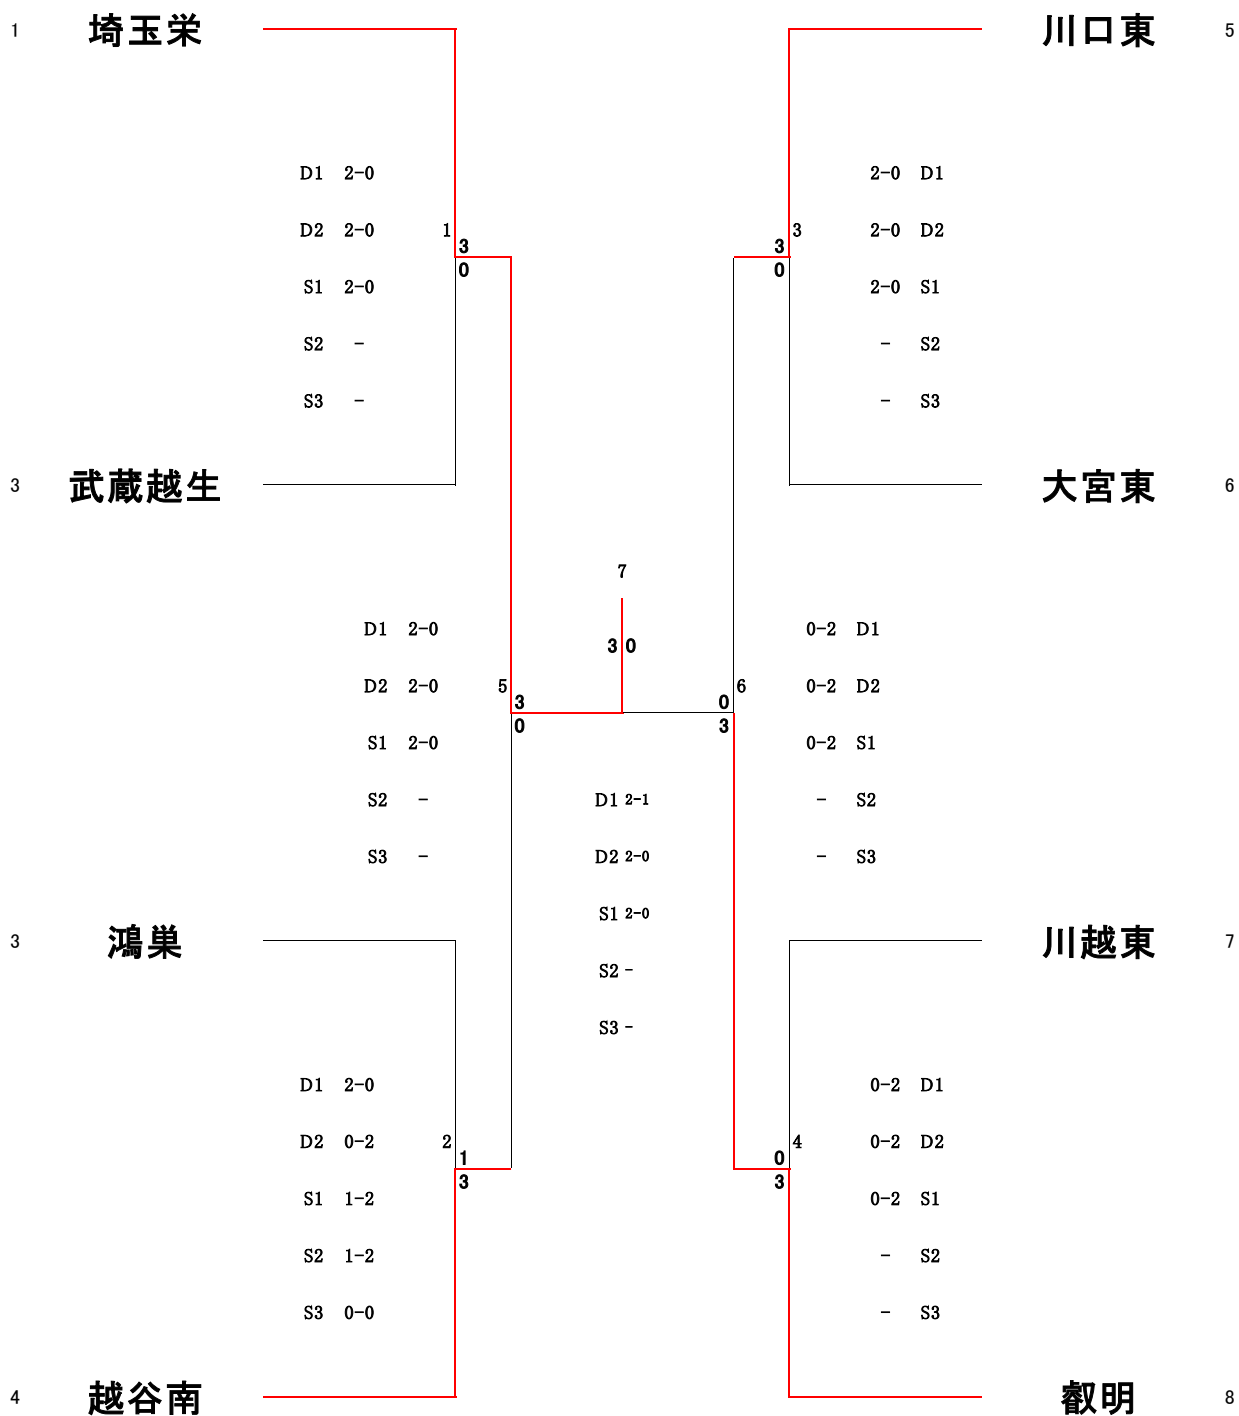 1 埼玉栄 川口東 5
D1 2-0 2-0 D1
D2 2-0 1 3 3 3 2-0 D2
0 0
S1 2-0 2-0 S1
S2 - - S2
S3 - - S3
3 武蔵越生 大宮東 6
7
D1 2-0 3 0 0-2 D1
D2 2-0 5 3 0 6 0-2 D2
0 3
S1 2-0 0-2 S1
S2 - D1 2-1 - S2
S3 - D2 2-0 - S3
S1 2-0
3 鴻巣 川越東 7
S2 -
S3 -
D1 2-0 0-2 D1
D2 0-2 2 1 0 4 0-2 D2
3 3
S1 1-2 0-2 S1
S2 1-2 - S2
S3 0-0 - S3
4 越谷南 叡明 8